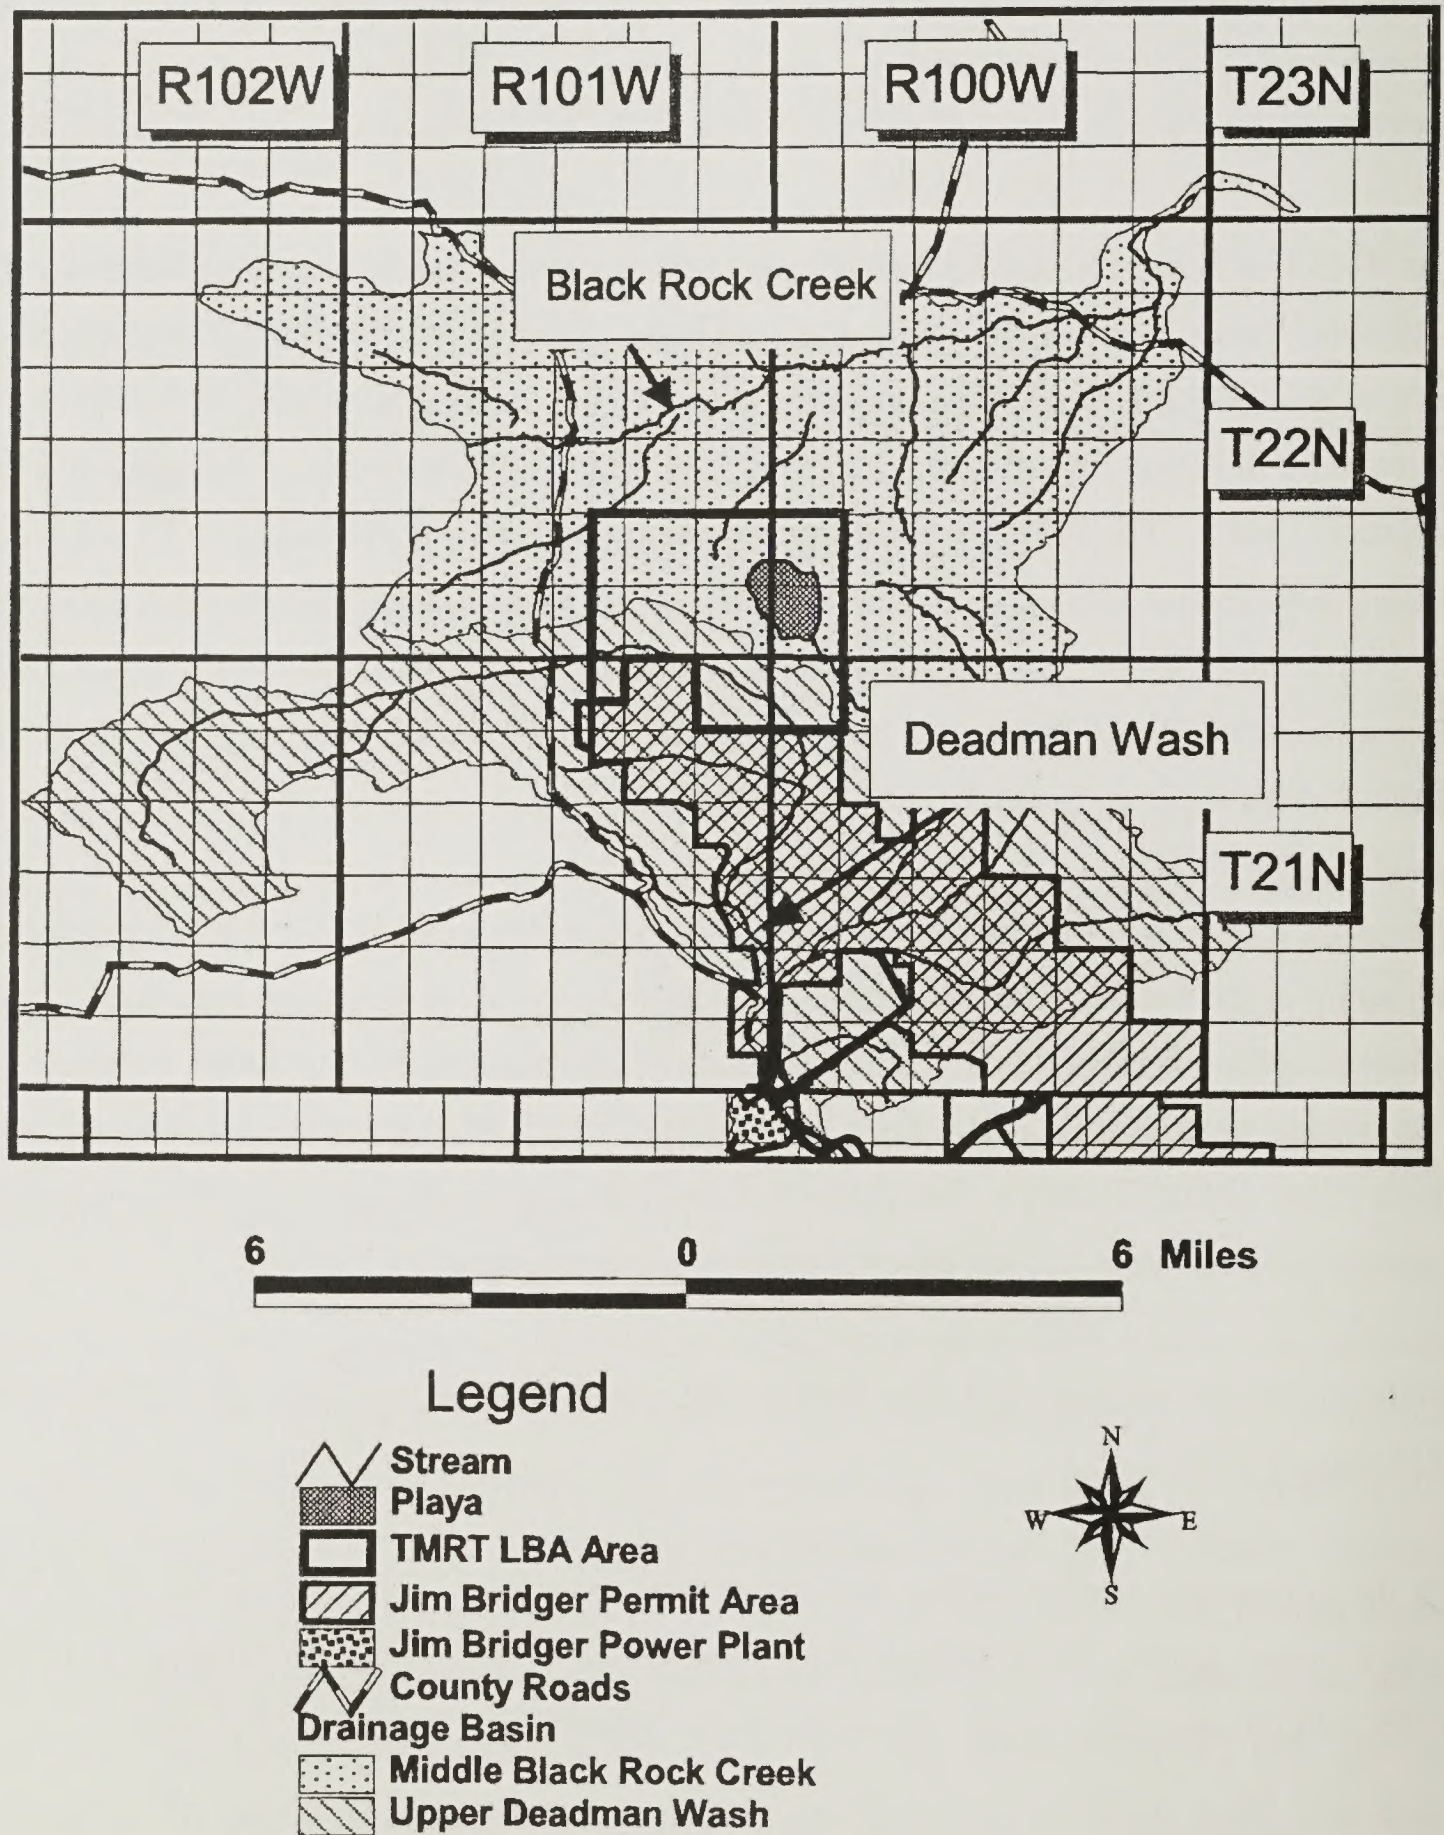 R102W
R101W
R100W
T23N
Black Rock Creek
T22N
Deadman Wash
T21N
6 0 6 Miles
Legend
Stream
Playa
TMRT LBA Area
Jim Bridger Permit Area
Jim Bridger Power Plant
County Roads
Drainage Basin
Middle Black Rock Creek
Upper Deadman Wash
N
W E
S